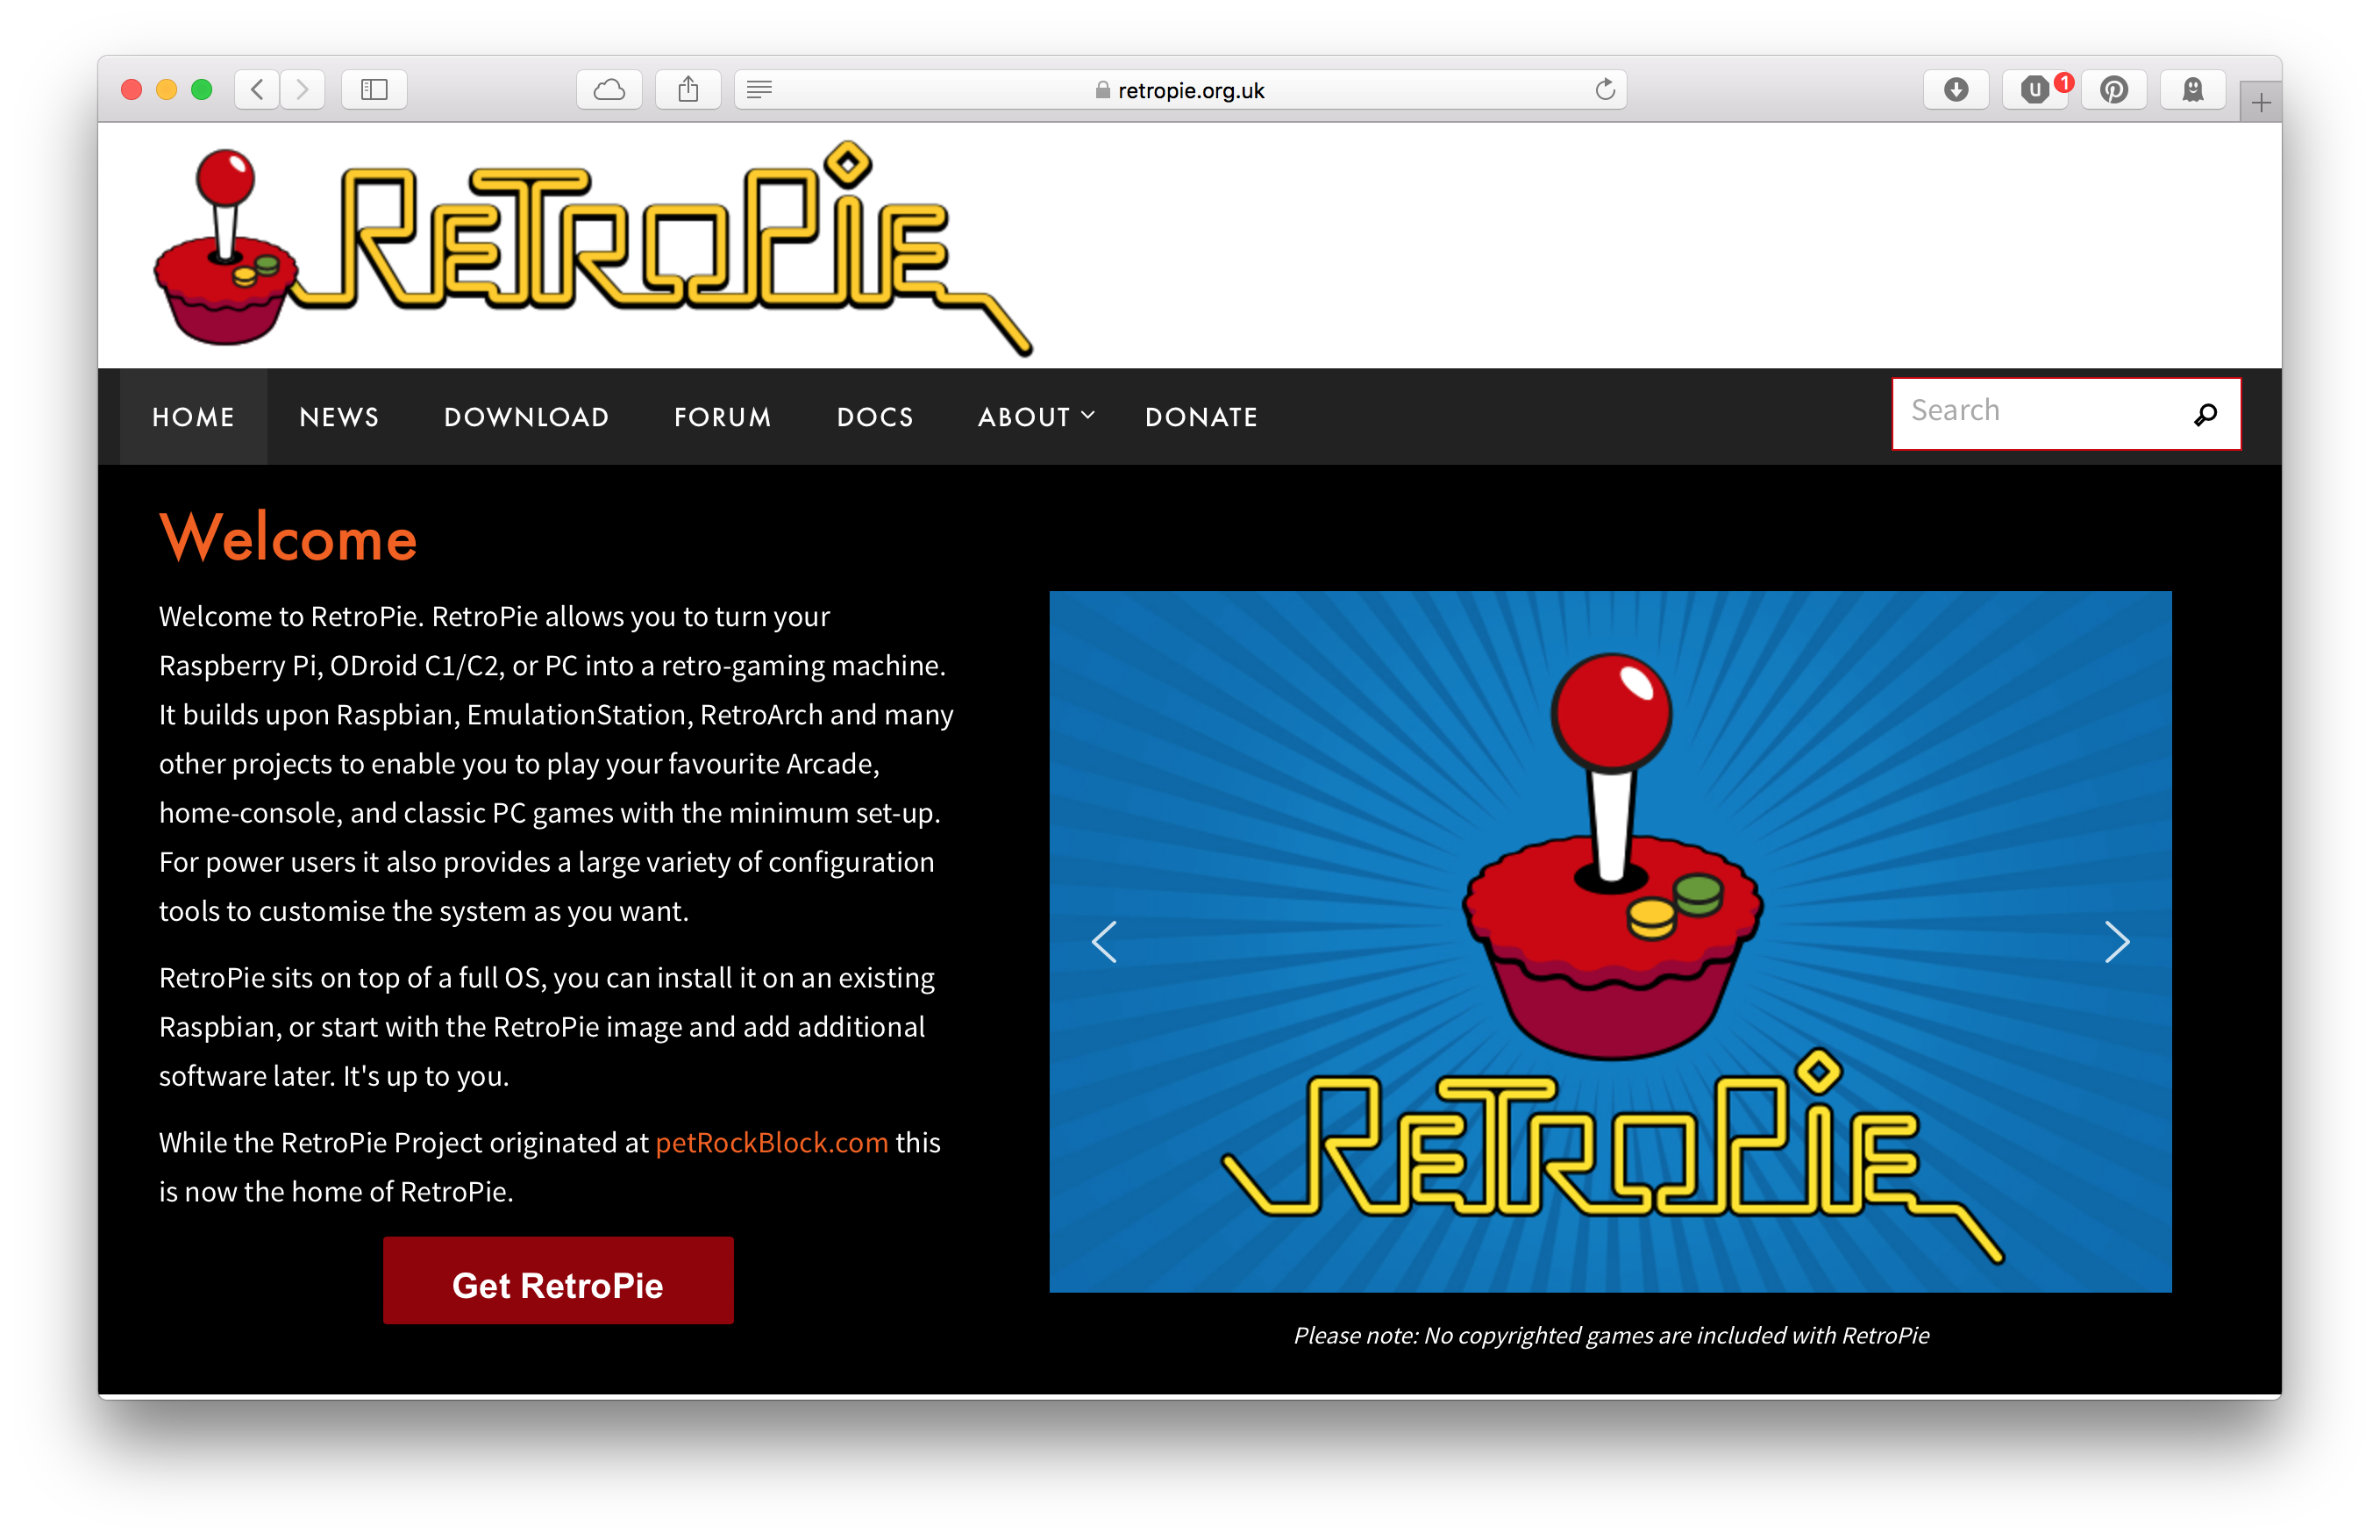 retropie.org.uk
U
1
RetroPie
HOME NEWS DOWNLOAD FORUM DOCS ABOUT DONATE
Search
Welcome
Welcome to RetroPie. RetroPie allows you to turn your
Raspberry Pi, ODroid C1/C2, or PC into a retro-gaming machine.
It builds upon Raspbian, EmulationStation, RetroArch and many
other projects to enable you to play your favourite Arcade,
home-console, and classic PC games with the minimum set-up.
For power users it also provides a large variety of configuration
tools to customise the system as you want.
RetroPie sits on top of a full OS, you can install it on an existing
Raspbian, or start with the RetroPie image and add additional
software later. It's up to you.
While the RetroPie Project originated at petRockBlock.com this
is now the home of RetroPie.
Get RetroPie
RetroPie
Please note: No copyrighted games are included with RetroPie